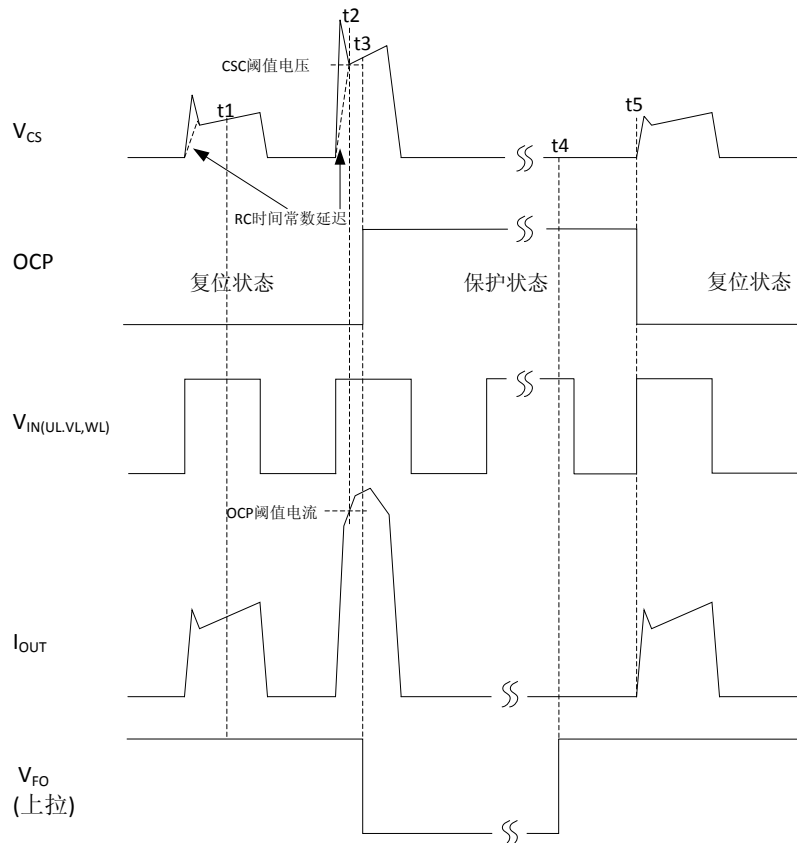 t2
t3
CSC阈值电压
t1
t5
VCS
t4
RC时间常数延迟
OCP
复位状态
保护状态
复位状态
VIN(UL.VL,WL)
OCP阈值电流
IOUT
VFO
(上拉)